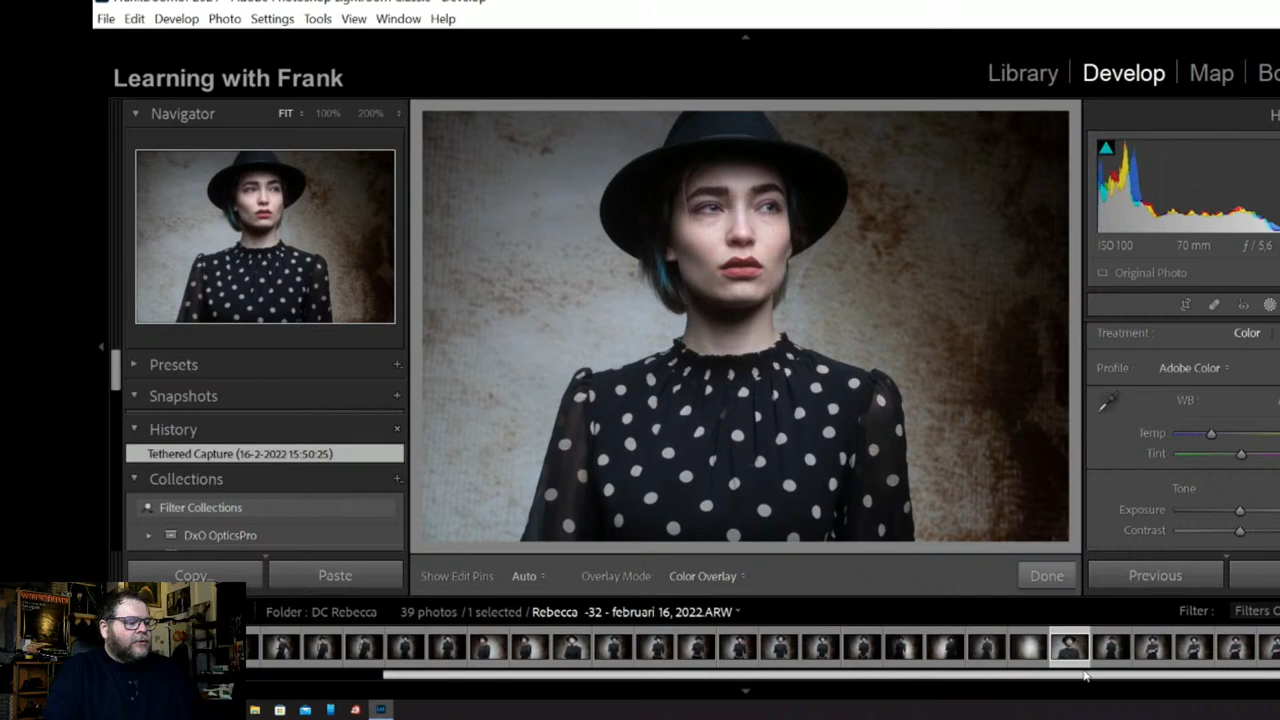 File Edit Develop Photo Settings Tools View Window Help
Learning with Frank
Library Develop Map
Navigator FIT 100% 200%
ISO 100 70 mm f / 5,6
Original Photo
Treatment : Color
Profile : Adobe Color
WB :
Temp
Tint
Tone
Exposure
Contrast
Presets
Snapshots
History
Tethered Capture (16-2-2022 15:50:25)
Collections
Filter Collections
DxO OpticsPro
Copy... Paste
Show Edit Pins Auto Overlay Mode Color Overlay Done
Previous
Folder : DC Rebecca 39 photos / 1 selected / Rebecca -32 - februari 16, 2022.ARW
Filter : Filters